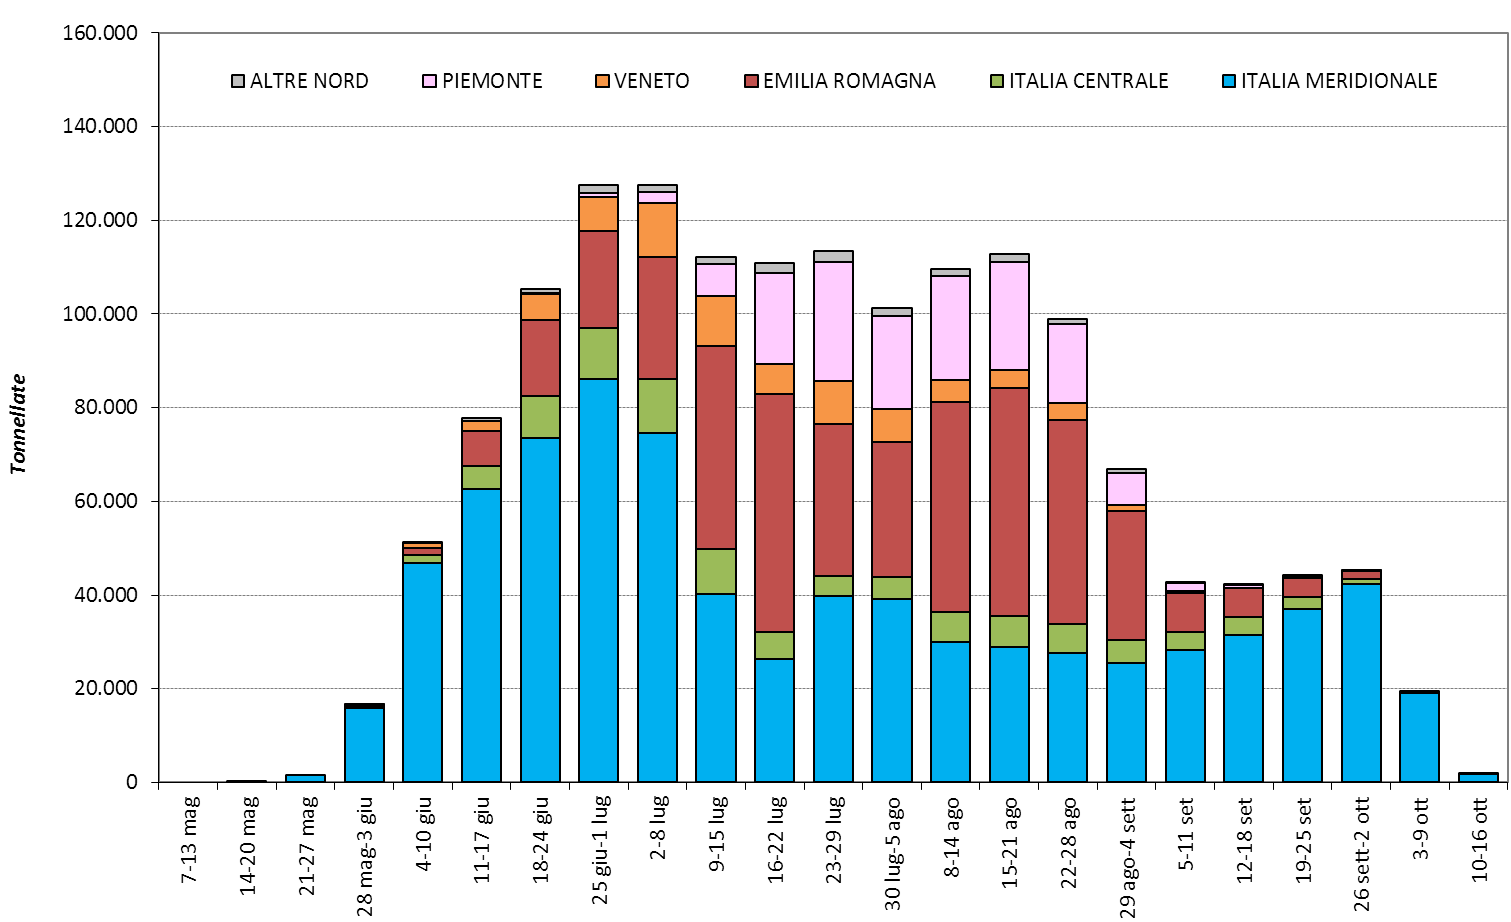 160.000
ALTRE NORD PIEMONTE VENETO EMILIA ROMAGNA ITALIA CENTRALE ITALIA MERIDIONALE
140.000
120.000
100.000
80.000
60.000
40.000
20.000
0
Tonnellate
7-13 mag
14-20 mag
21-27 mag
28 mag-3 giu
4-10 giu
11-17 giu
18-24 giu
25 giu-1 lug
2-8 lug
9-15 lug
16-22 lug
23-29 lug
30 lug-5 ago
8-14 ago
15-21 ago
22-28 ago
29 ago-4 sett
5-11 set
12-18 set
19-25 set
26 sett-2 ott
3-9 ott
10-16 ott